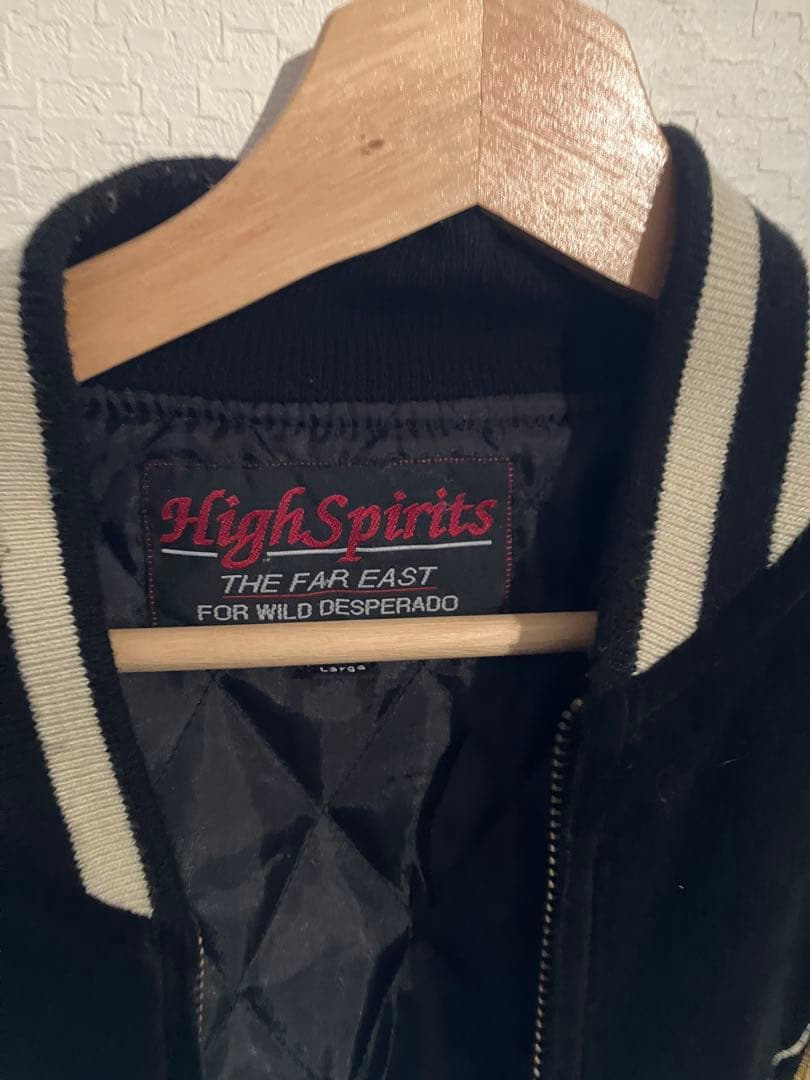 HighSpirits
THE FAR EAST
FOR WILD DESPERADO
Large